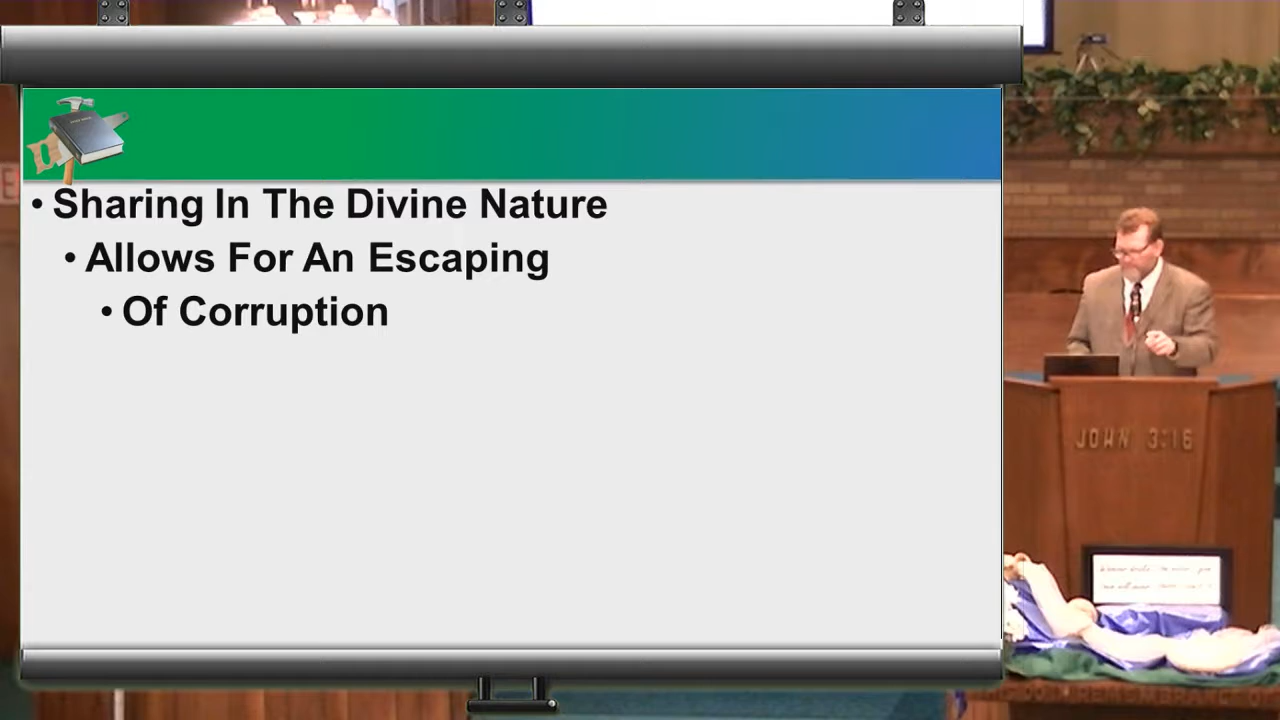 • Sharing In The Divine Nature
• Allows For An Escaping
• Of Corruption
JOHN 3:16